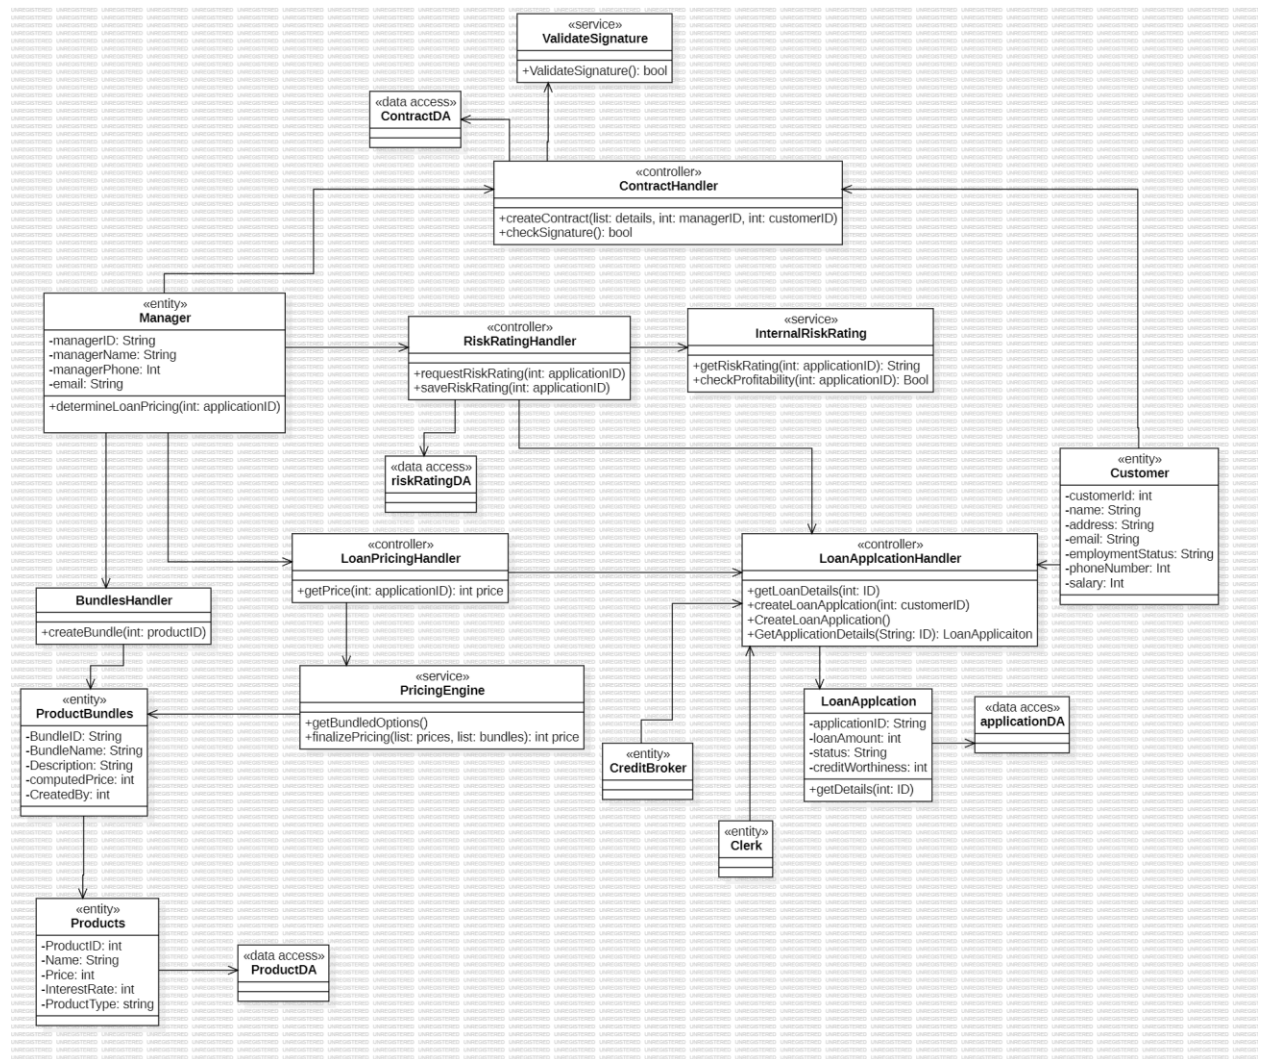 «service»
ValidateSignature
+ValidateSignature(): bool
«data access»
ContractDA
«controller»
ContractHandler
+createContract(list: details, int: managerID, int: customerID)
+checkSignature(): bool
«entity»
Manager
-managerID: String
-managerName: String
-managerPhone: Int
-email: String
+determineLoanPricing(int: applicationID)
«controller»
RiskRatingHandler
+requestRiskRating(int: applicationID)
+saveRiskRating(int: applicationID)
«service»
InternalRiskRating
+getRiskRating(int: applicationID): String
+checkProfitability(int: applicationID): Bool
«data access»
riskRatingDA
«entity»
Customer
-customerId: int
-name: String
-address: String
-email: String
-employmentStatus: String
-phoneNumber: Int
-salary: Int
«controller»
LoanPricingHandler
+getPrice(int: applicationID): int price
«controller»
LoanApplcationHandler
+getLoanDetails(int: ID)
+createLoanApplcation(int: customerID)
+CreateLoanApplication()
+GetApplicationDetails(String: ID): LoanApplicaiton
BundlesHandler
+createBundle(int: productID)
«entity»
ProductBundles
-BundleID: String
-BundleName: String
-Description: String
-computedPrice: int
-CreatedBy: int
«service»
PricingEngine
+getBundledOptions()
+finalizePricing(list: prices, list: bundles): int price
«entity»
CreditBroker
LoanApplcation
-applicationID: String
-loanAmount: int
-status: String
-creditWorthiness: int
+getDetails(int: ID)
«data acces»
applicationDA
«entity»
Clerk
«entity»
Products
-ProductID: int
-Name: String
-Price: int
-InterestRate: int
-ProductType: string
«data access»
ProductDA
UNREGISTERED